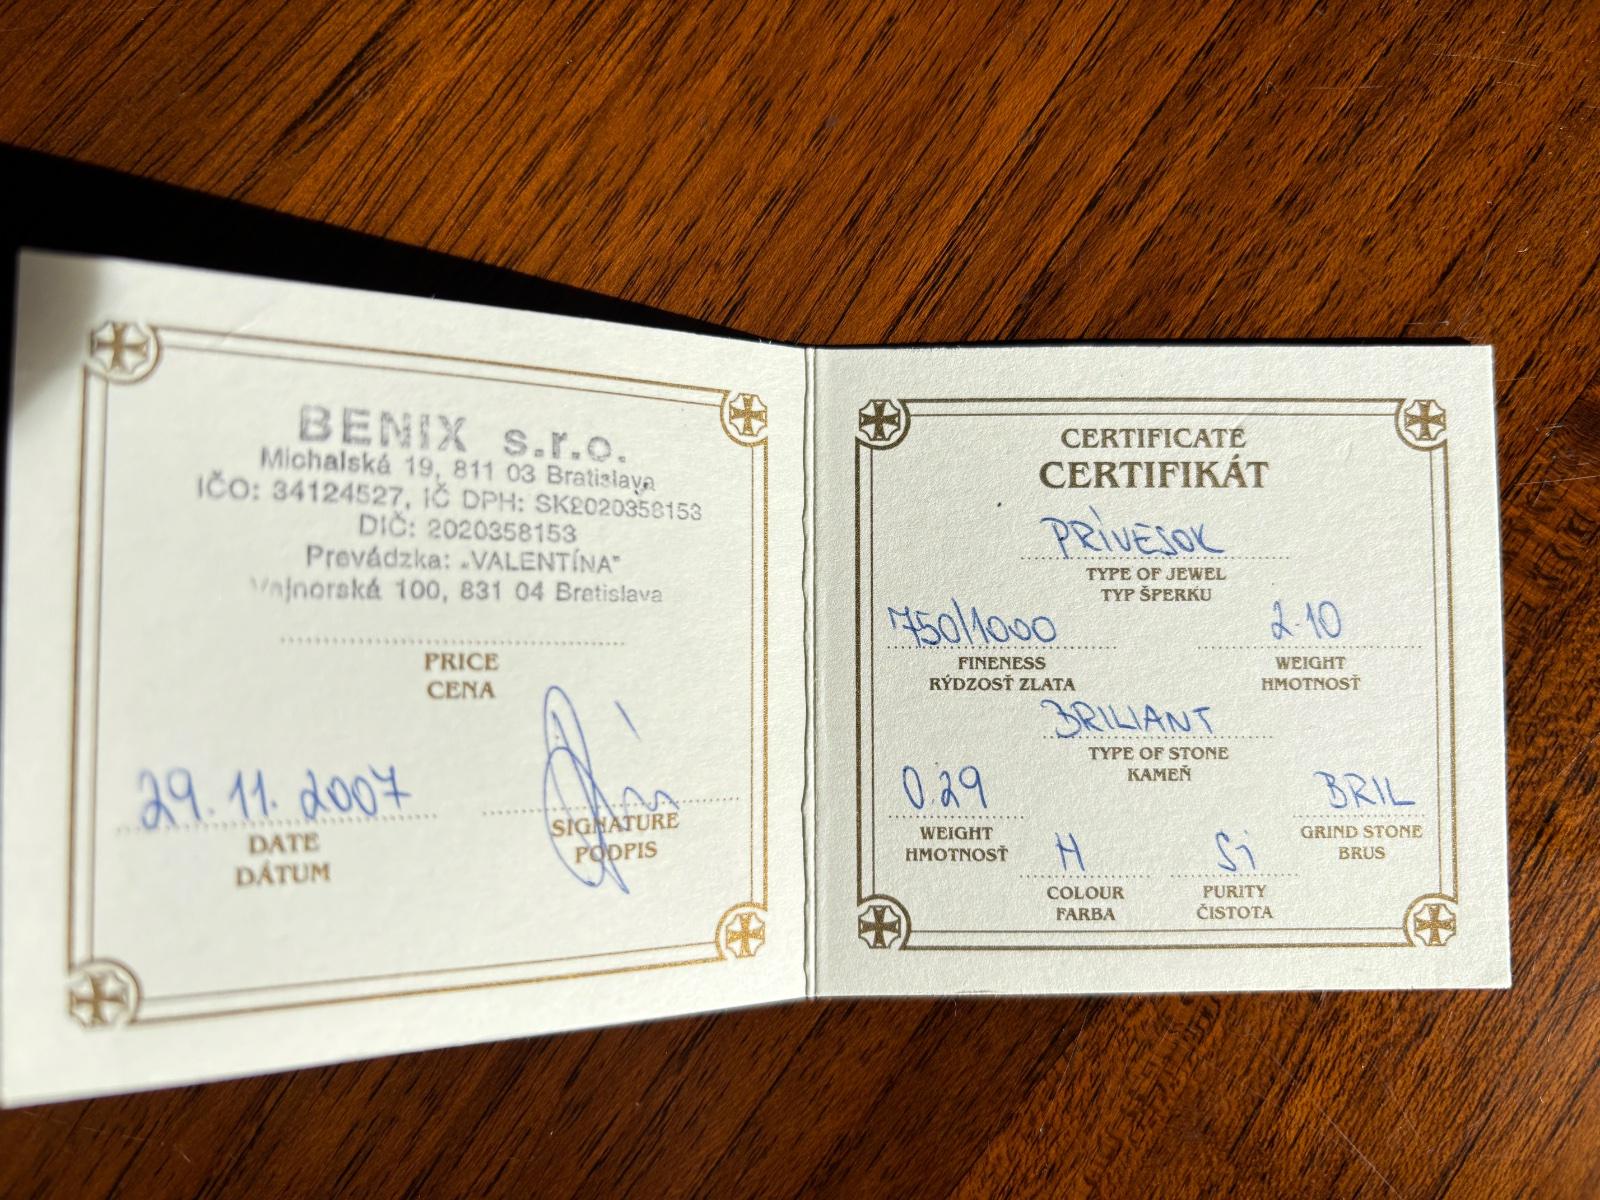 BENIX s.r.o.
Michalská 19, 811 03 Bratislava
IČO: 34124527, IČ DPH: SK2020358153
DIČ: 2020358153
Prevádzka: „VALENTÍNA"
Vajnorská 100, 831 04 Bratislava
PRICE
CENA
29.11.2007
DATE
DÁTUM
SIGNATURE
PODPIS
CERTIFICATE
CERTIFIKÁT
PRÍVESOK
TYPE OF JEWEL
TYP ŠPERKU
750/1000
FINENESS
RÝDZOSŤ ZLATA
2.10
WEIGHT
HMOTNOSŤ
BRILIANT
TYPE OF STONE
KAMEŇ
0.29
WEIGHT
HMOTNOSŤ
H
COLOUR
FARBA
Si
PURITY
ČISTOTA
BRIL
GRIND STONE
BRUS